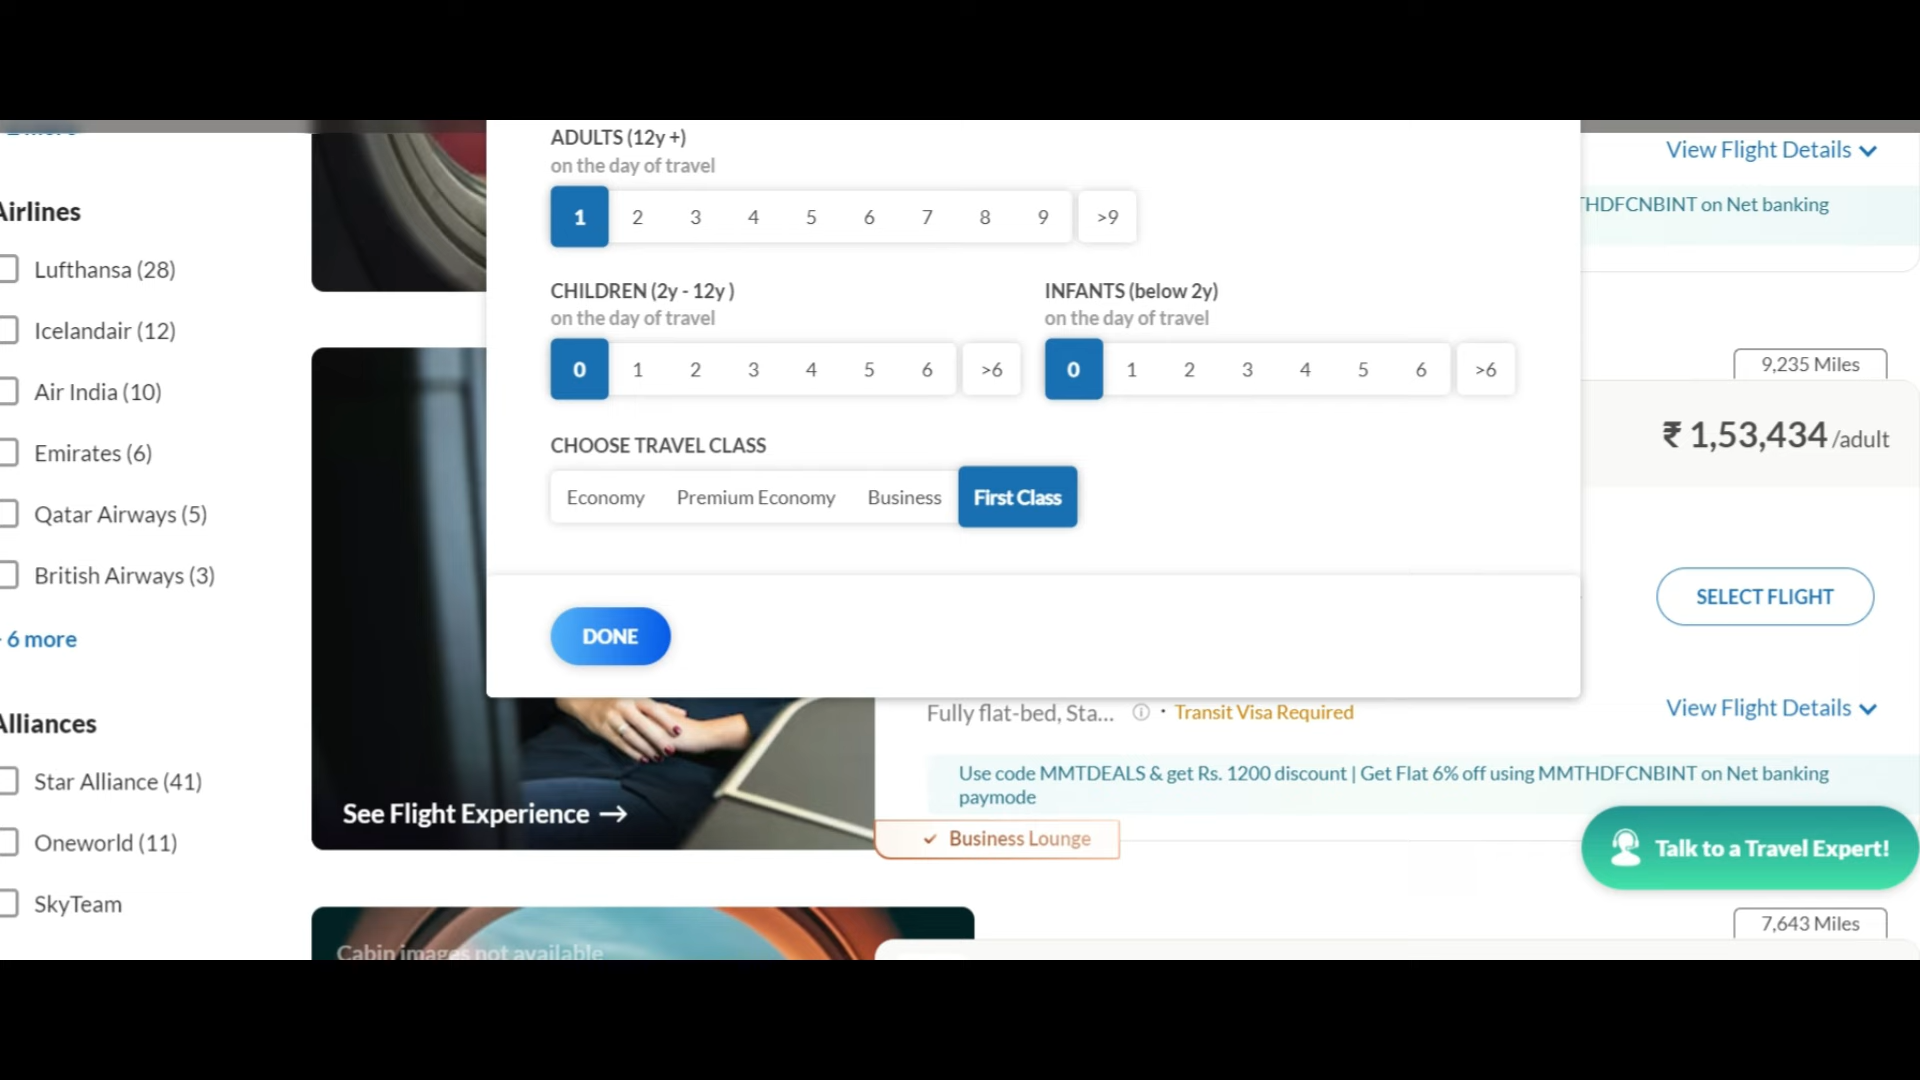 Airlines
Lufthansa (28)
Icelandair (12)
Air India (10)
Emirates (6)
Qatar Airways (5)
British Airways (3)
6 more
Alliances
Star Alliance (41)
Oneworld (11)
SkyTeam
ADULTS (12y +)
on the day of travel
1 2 3 4 5 6 7 8 9 >9
CHILDREN (2y - 12y )
on the day of travel
0 1 2 3 4 5 6 >6
INFANTS (below 2y)
on the day of travel
0 1 2 3 4 5 6 >6
CHOOSE TRAVEL CLASS
Economy Premium Economy Business First Class
DONE
View Flight Details
THDFCNBINT on Net banking
9,235 Miles
₹ 1,53,434 /adult
SELECT FLIGHT
Fully flat-bed, Sta... · Transit Visa Required
View Flight Details
Use code MMTDEALS & get Rs. 1200 discount | Get Flat 6% off using MMTHDFCNBINT on Net banking
paymode
See Flight Experience →
Business Lounge
Talk to a Travel Expert!
7,643 Miles
Cabin images not available